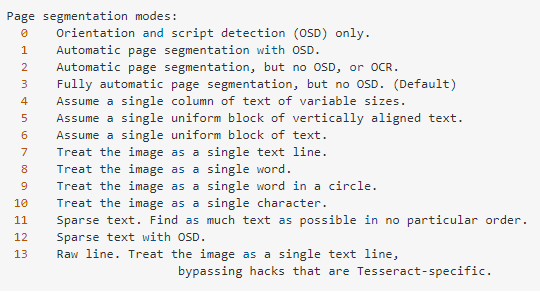 Page segmentation modes:
0 Orientation and script detection (OSD) only.
1 Automatic page segmentation with OSD.
2 Automatic page segmentation, but no OSD, or OCR.
3 Fully automatic page segmentation, but no OSD. (Default)
4 Assume a single column of text of variable sizes.
5 Assume a single uniform block of vertically aligned text.
6 Assume a single uniform block of text.
7 Treat the image as a single text line.
8 Treat the image as a single word.
9 Treat the image as a single word in a circle.
10 Treat the image as a single character.
11 Sparse text. Find as much text as possible in no particular order.
12 Sparse text with OSD.
13 Raw line. Treat the image as a single text line,
bypassing hacks that are Tesseract-specific.